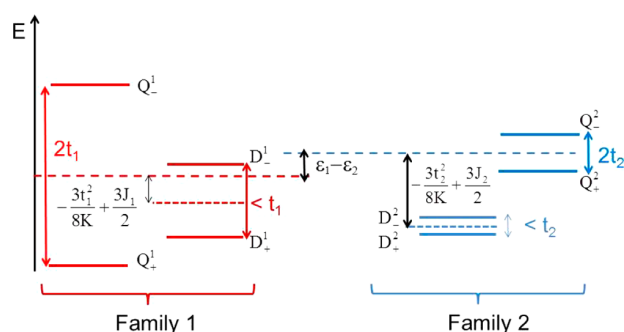 E
Q¹₋
2t₁
D¹₋
ε₁–ε₂
-3t₁²/8K + 3J₁/2
< t₁
Q¹₊
D¹₊
Q²₋
2t₂
Q²₊
-3t₂²/8K + 3J₂/2
D²₋
D²₊
< t₂
Family 1
Family 2